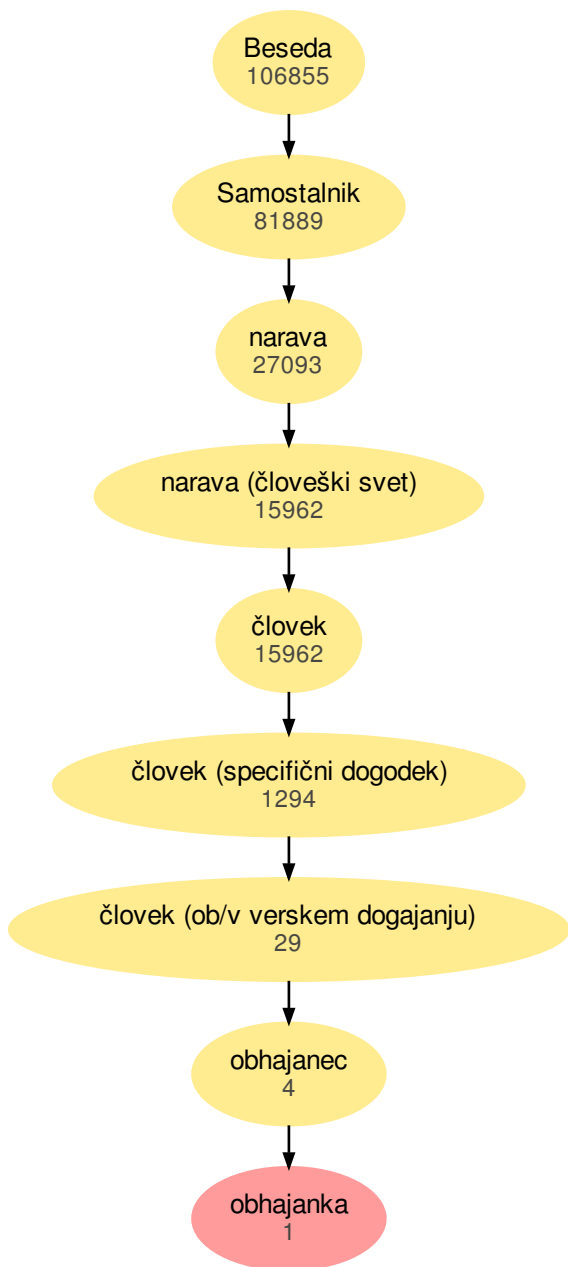 Beseda
106855
Samostalnik
81889
narava
27093
narava (človeški svet)
15962
človek
15962
človek (specifični dogodek)
1294
človek (ob/v verskem dogajanju)
29
obhajanec
4
obhajanka
1